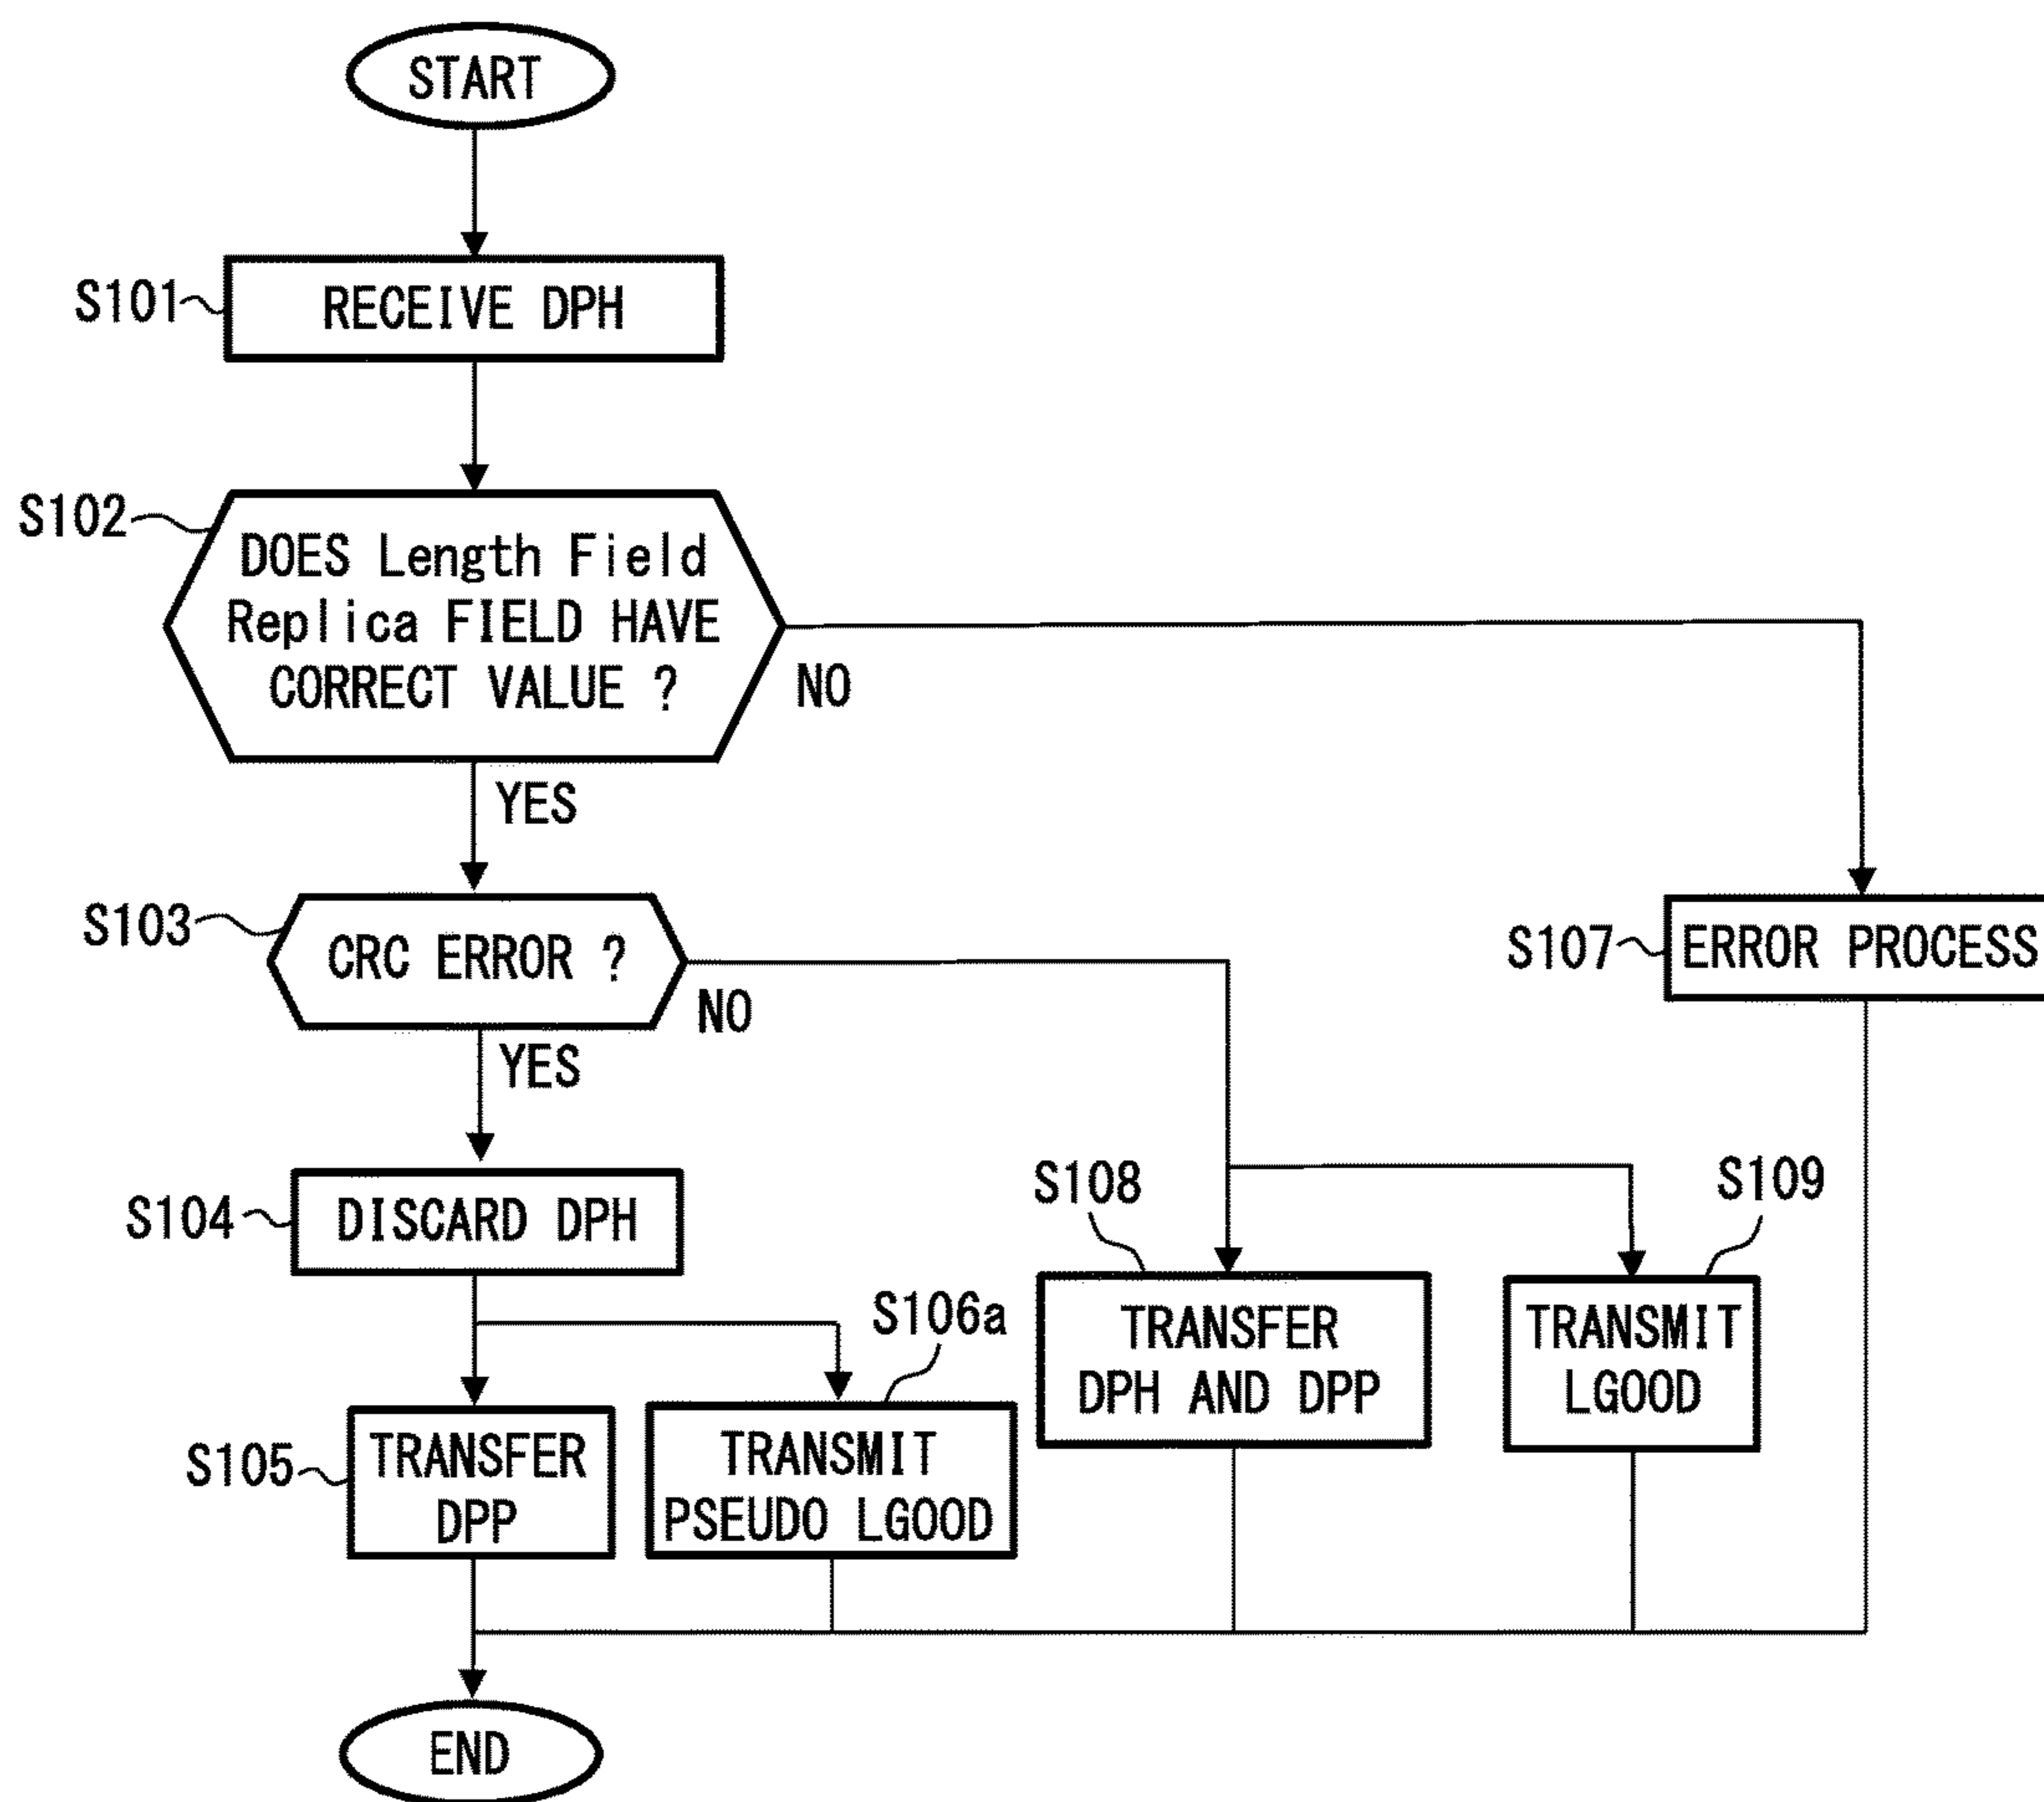 START
S101
RECEIVE DPH
S102
DOES Length Field
Replica FIELD HAVE
CORRECT VALUE ?
NO
YES
S103
CRC ERROR ?
NO
YES
S107
ERROR PROCESS
S104
DISCARD DPH
S108
S109
S106a
TRANSFER
DPH AND DPP
TRANSMIT
LGOOD
S105
TRANSFER
DPP
TRANSMIT
PSEUDO LGOOD
END